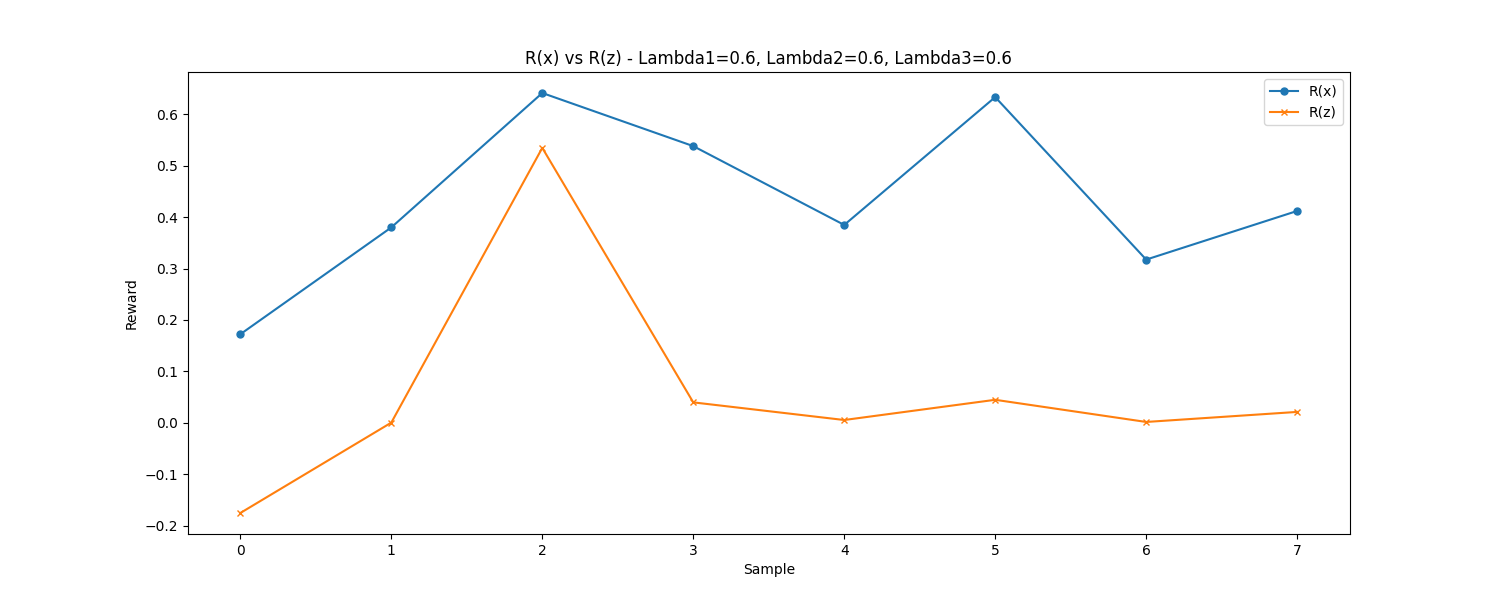 R(x) vs R(z) - Lambda1=0.6, Lambda2=0.6, Lambda3=0.6
R(x)
R(z)
Reward
0.6
0.5
0.4
0.3
0.2
0.1
0.0
−0.1
−0.2
0 1 2 3 4 5 6 7
Sample